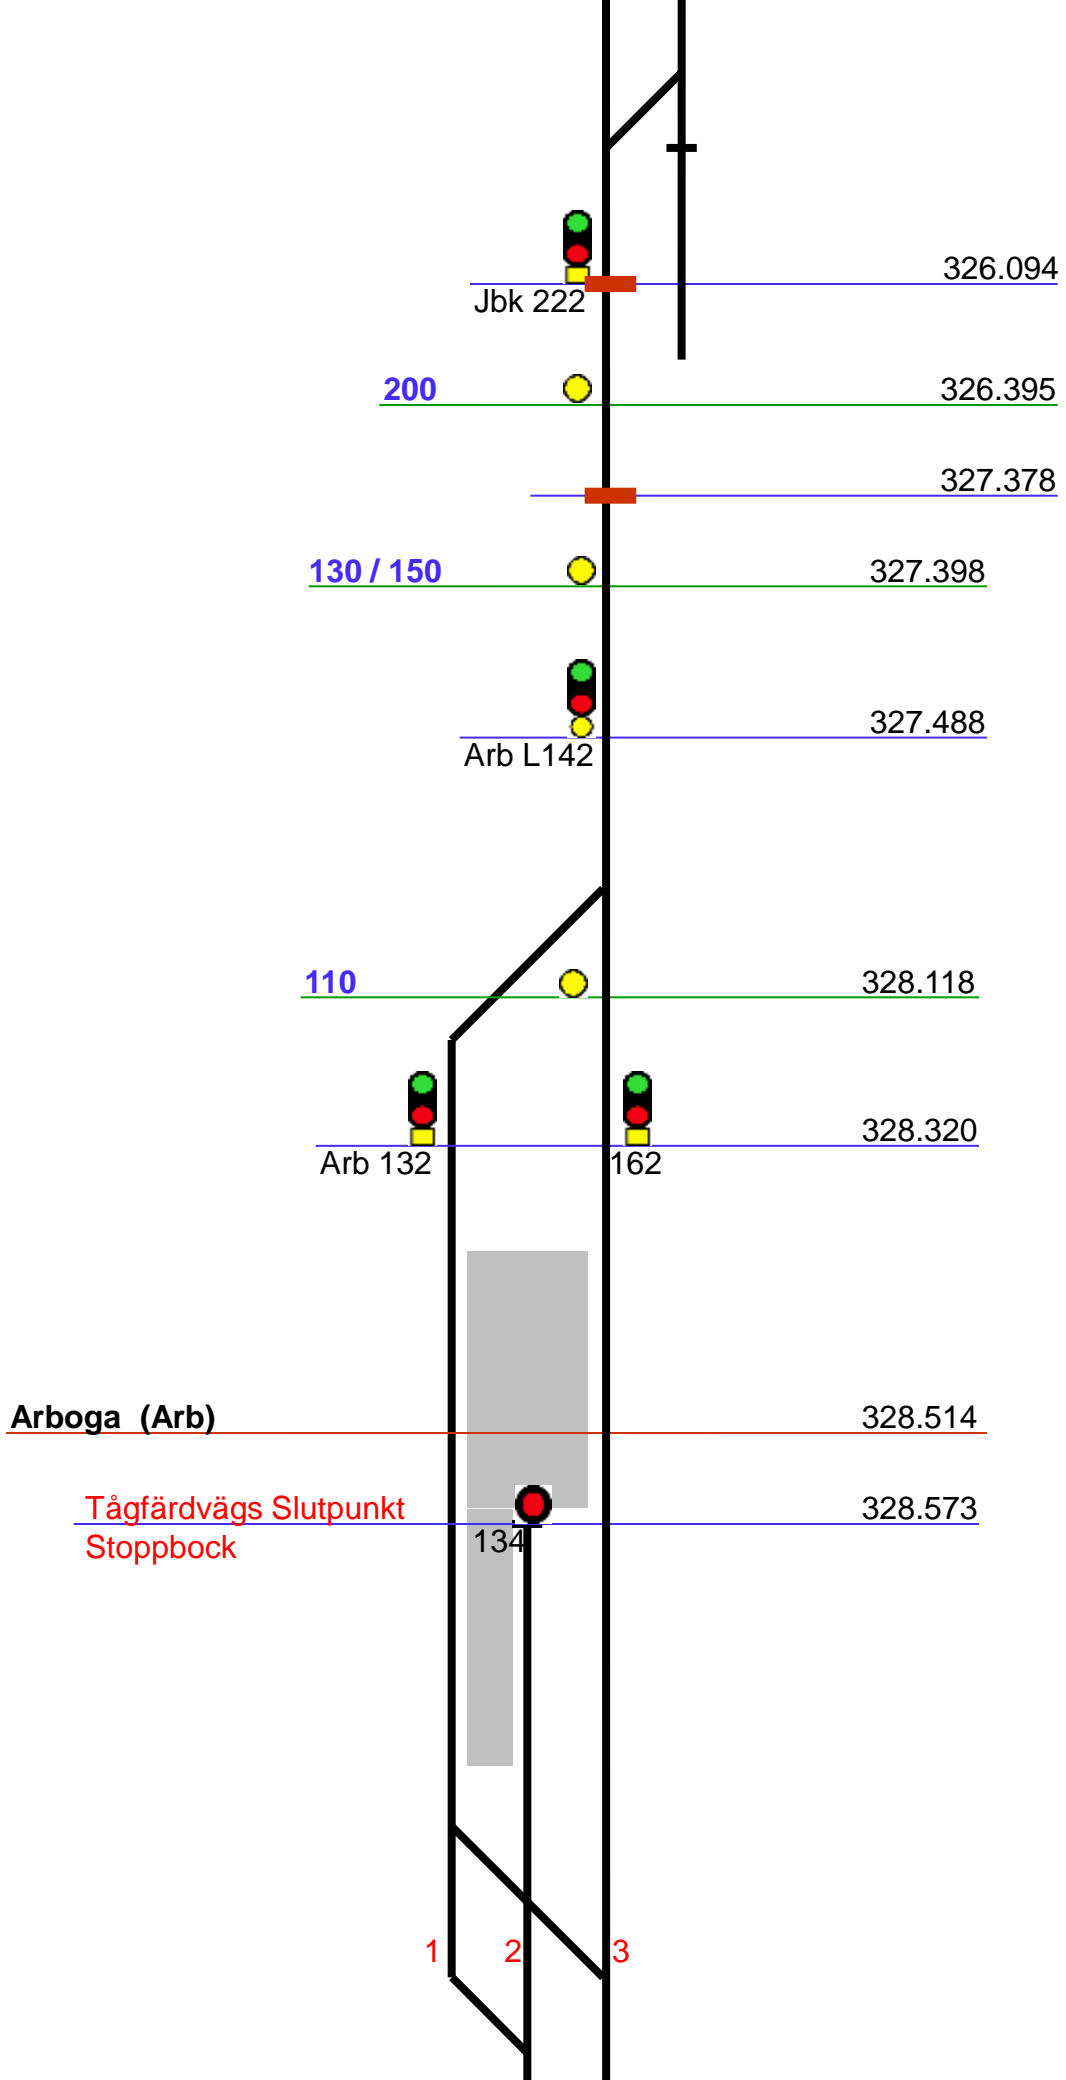 326.094
Jbk 222
200 326.395
327.378
130 / 150 327.398
327.488
Arb L142
110 328.118
328.320
Arb 132 162
Arboga (Arb) 328.514
Tågfärdvägs Slutpunkt 328.573
134
Stoppbock
1 2 3